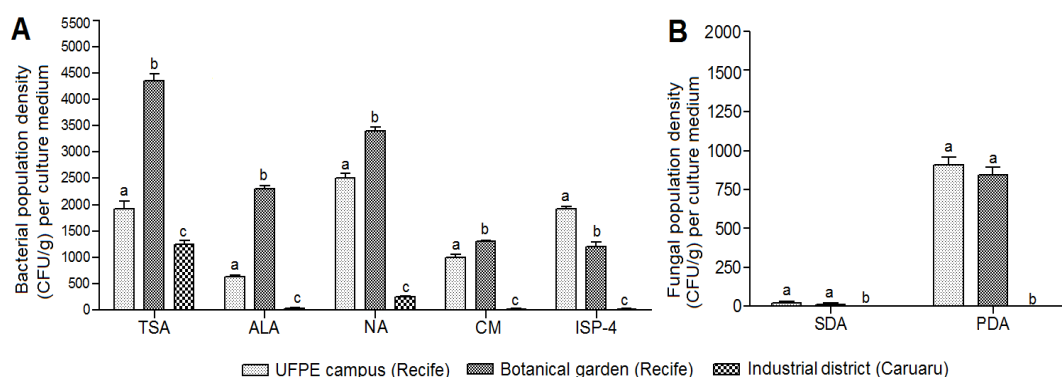 A
Bacterial population density
(CFU/g) per culture medium
5500
5000
4500
4000
3500
3000
2500
2000
1500
1000
500
0
a b c
a b c
a b c
a b c
a b c
TSA ALA NA CM ISP-4
B
Fungal population density
(CFU/g) per culture medium
2000
1500
1000
750
500
250
0
a a b
a a b
SDA PDA
UFPE campus (Recife) Botanical garden (Recife) Industrial district (Caruaru)